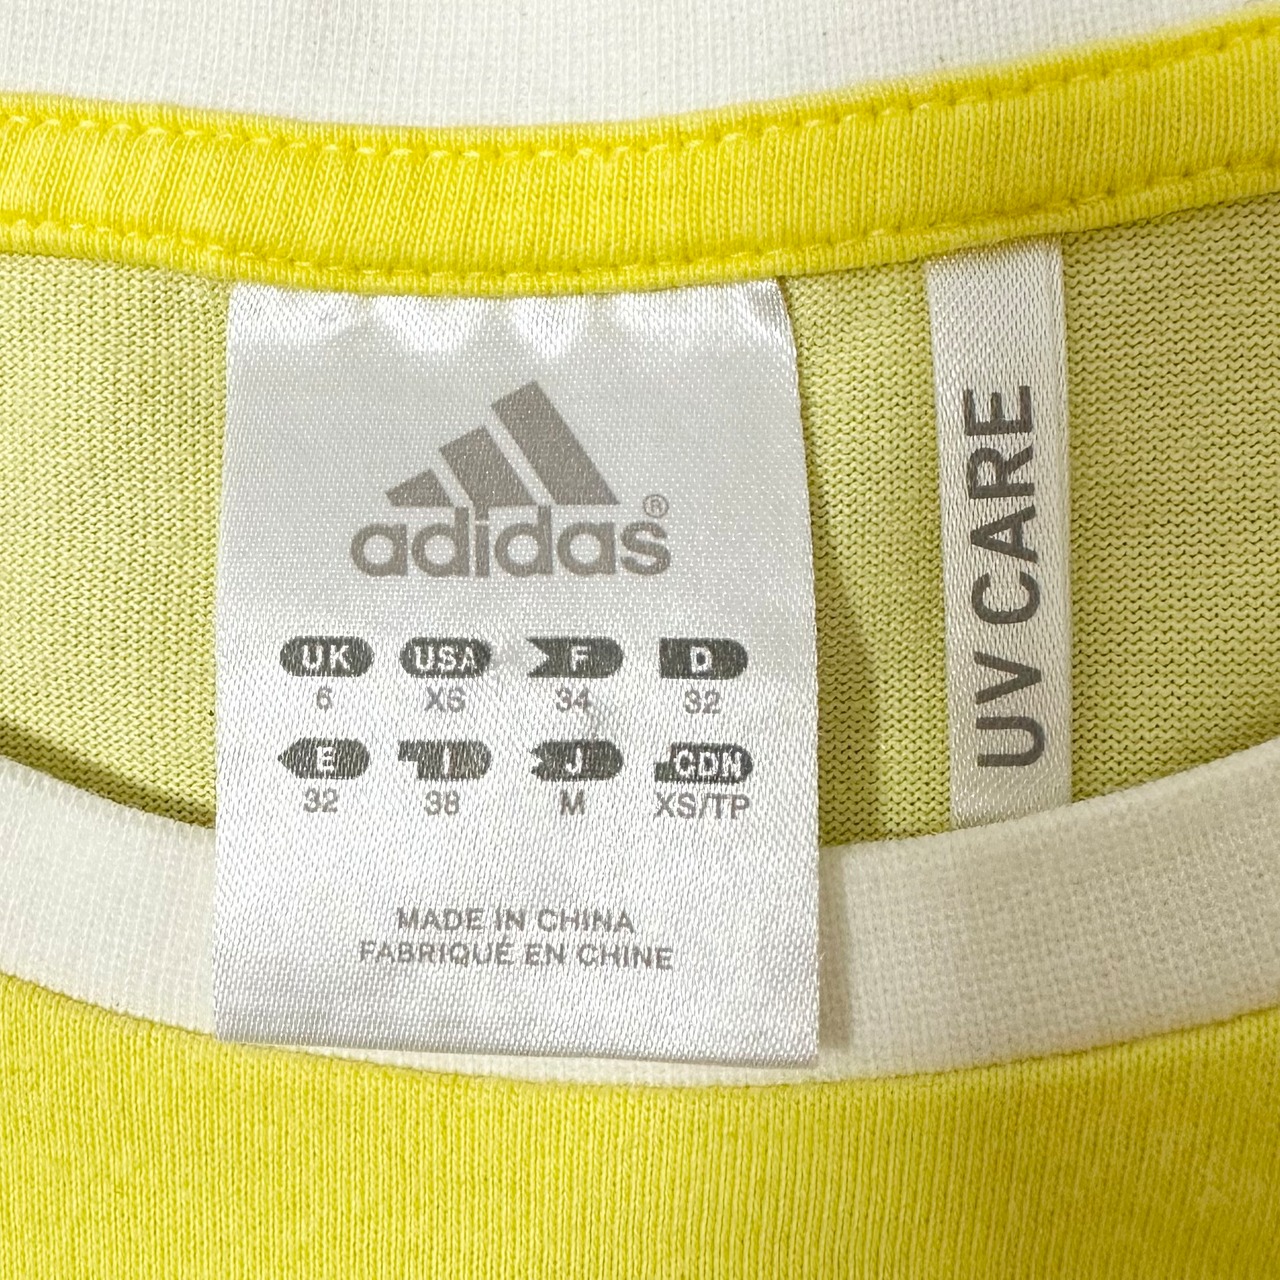 adidas®
UK USA F D
6 XS 34 32
E I J CDN
32 38 M XS/TP
MADE IN CHINA
FABRIQUÉ EN CHINE
UV CARE